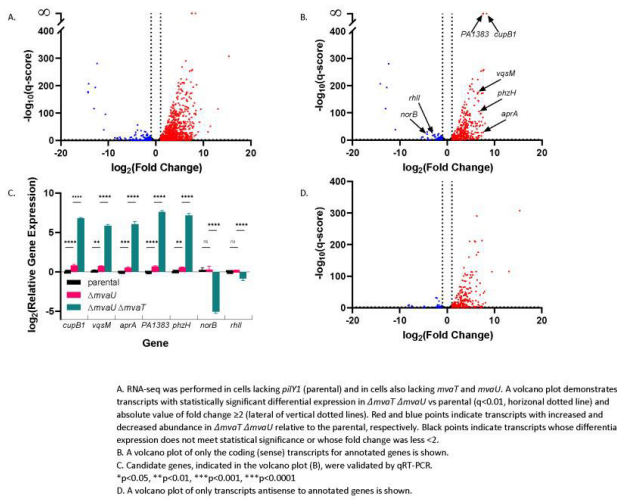 A.
∞
400
300
200
100
0
-log10(q-score)
-20 -10 0 10 20
log2(Fold Change)
B.
∞
400
300
200
100
0
-log10(q-score)
PA1383 cupB1
vqsM
phzH
rhlI
norB
aprA
-20 -10 0 10 20
log2(Fold Change)
C.
10
5
0
-5
log2(Relative Gene Expression)
**** **** **** **** **** **** ****
**** ** *** **** ** ns ns
parental
ΔmvaU
ΔmvaU ΔmvaT
cupB1 vqsM aprA PA1383 phzH norB rhlI
Gene
D.
400
300
200
100
0
-log10(q-score)
-20 -10 0 10 20
log2(Fold Change)
A. RNA-seq was performed in cells lacking pilY1 (parental) and in cells also lacking mvaT and mvaU. A volcano plot demonstrates
transcripts with statistically significant differential expression in ΔmvaT ΔmvaU vs parental (q<0.01, horizonal dotted line) and
absolute value of fold change ≥2 (lateral of vertical dotted lines). Red and blue points indicate transcripts with increased and
decreased abundance in ΔmvaT ΔmvaU relative to the parental, respectively. Black points indicate transcripts whose differentia
expression does not meet statistical significance or whose fold change was less <2.
B. A volcano plot of only the coding (sense) transcripts for annotated genes is shown.
C. Candidate genes, indicated in the volcano plot (B), were validated by qRT-PCR.
*p<0.05, **p<0.01, ***p<0.001, ***p<0.0001
D. A volcano plot of only transcripts antisense to annotated genes is shown.